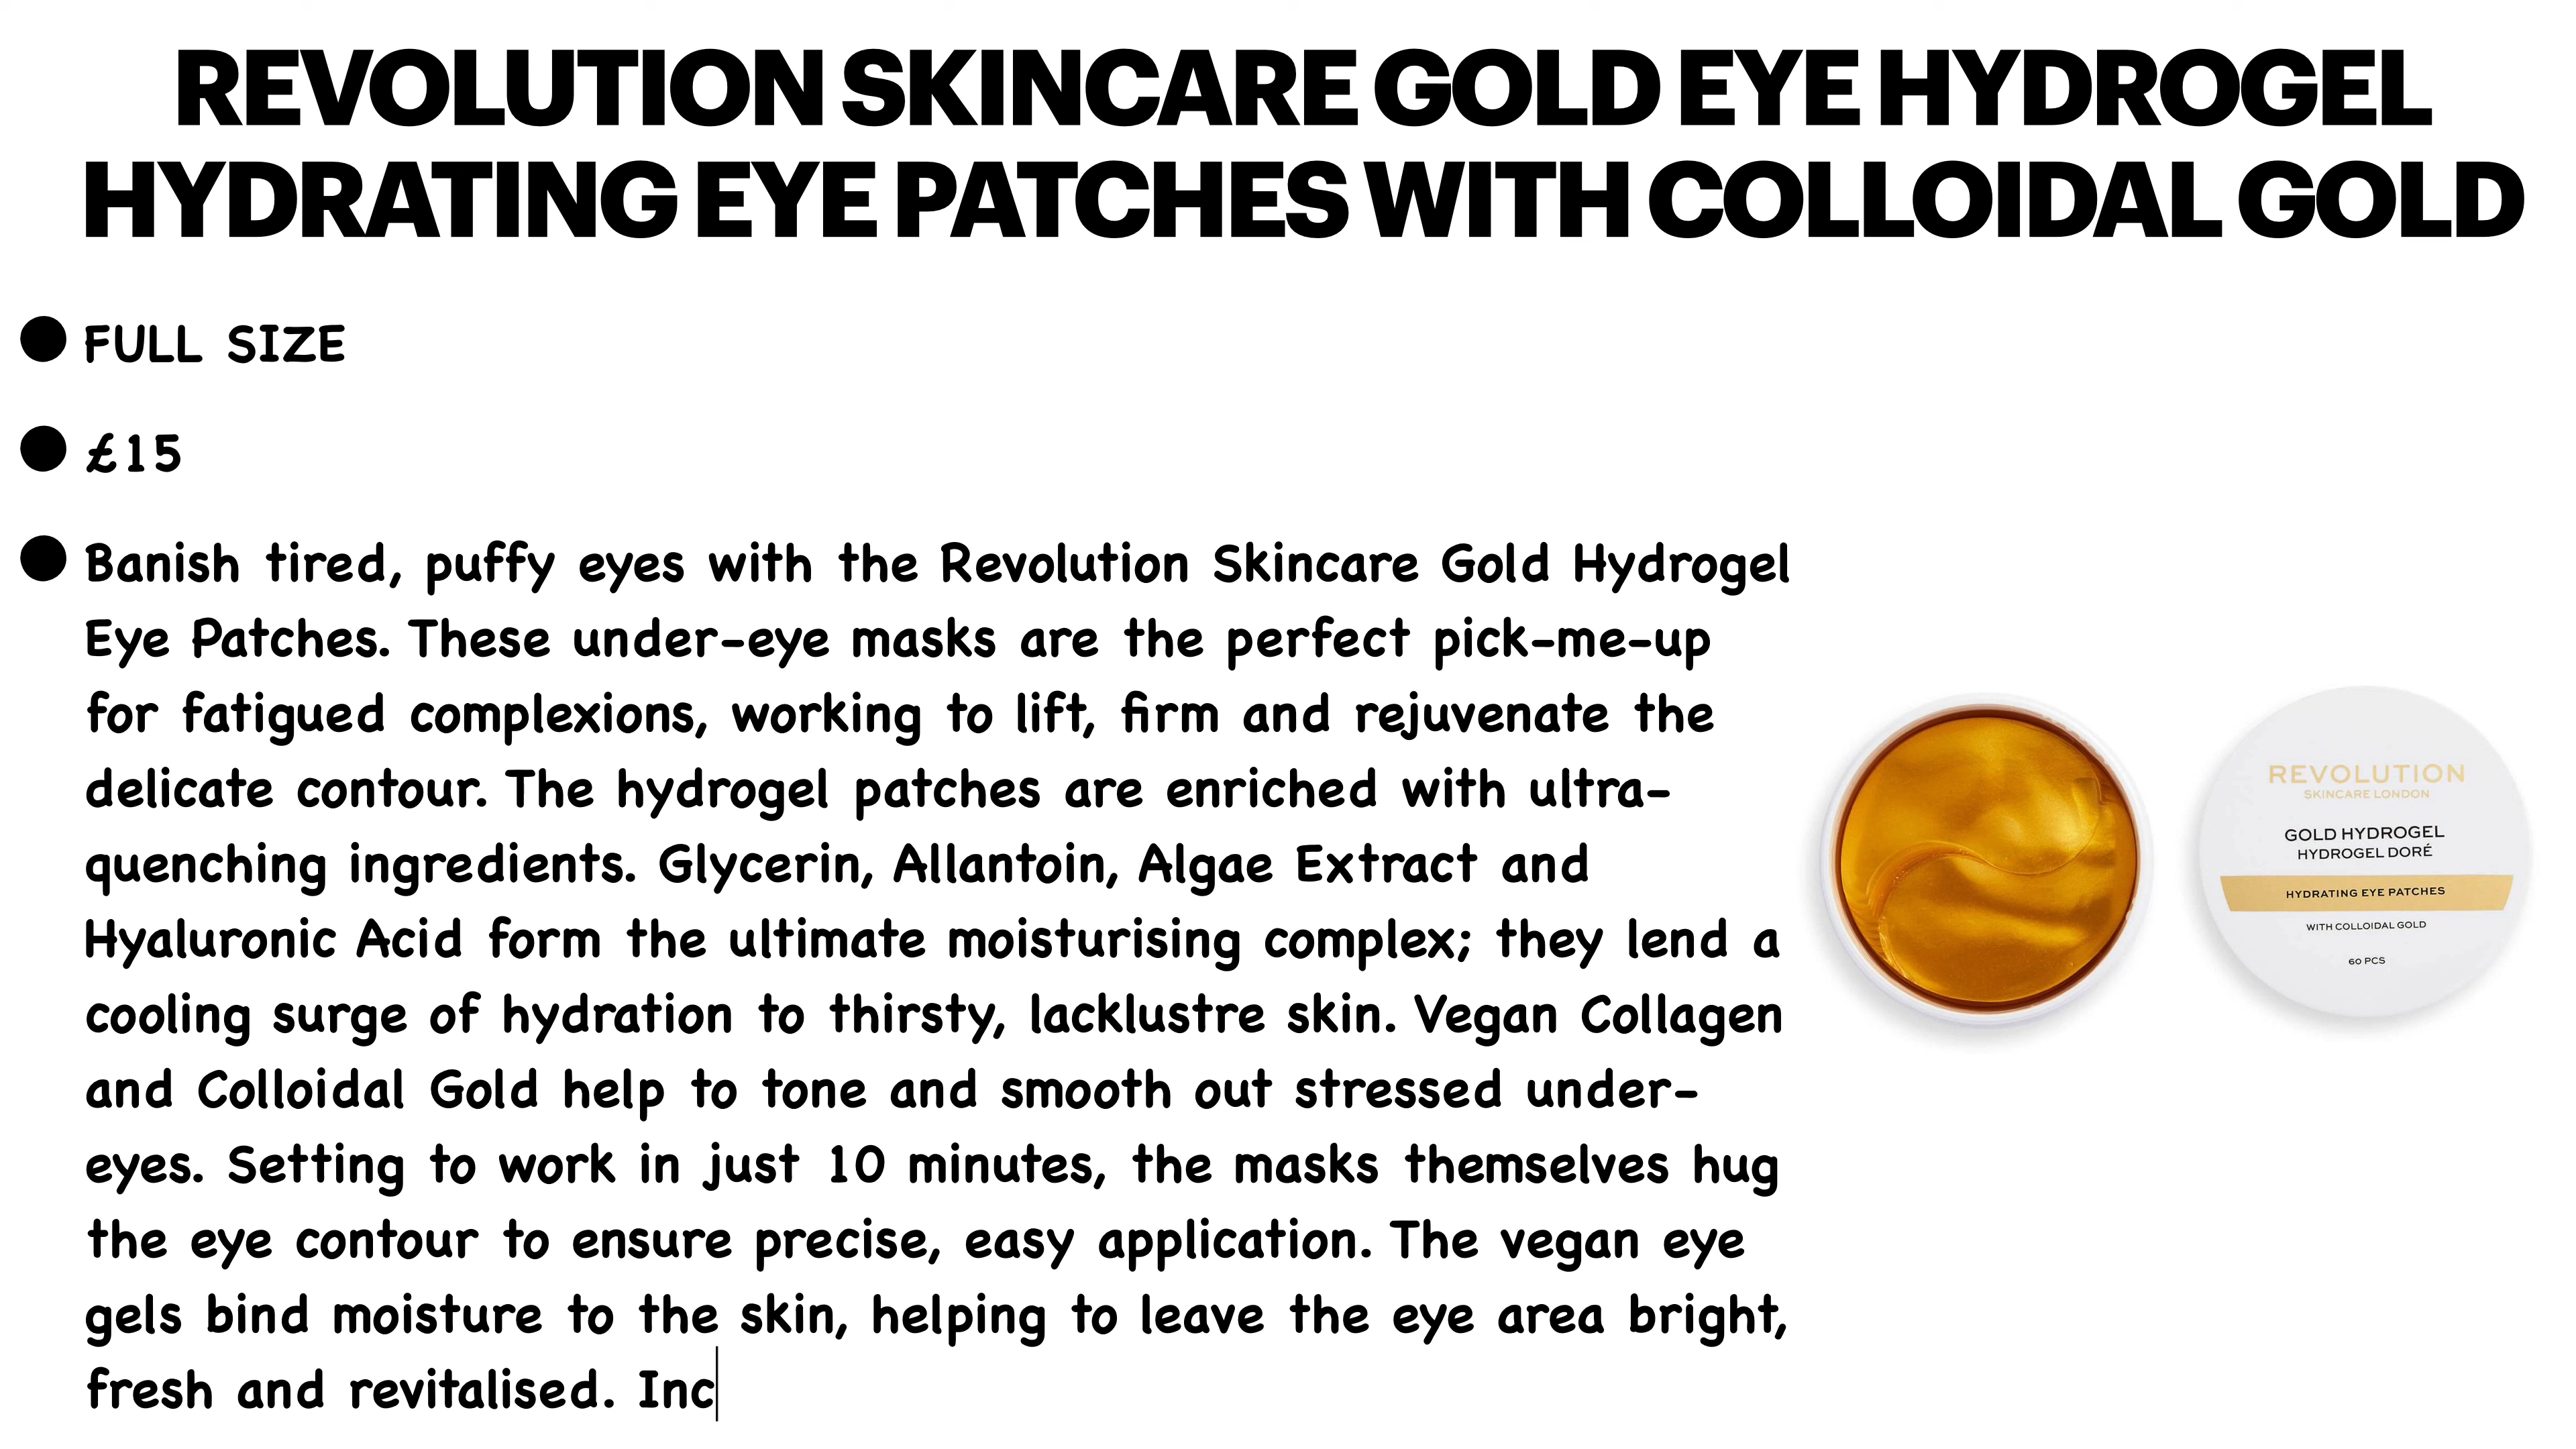 REVOLUTION SKINCARE GOLD EYE HYDROGEL
HYDRATING EYE PATCHES WITH COLLOIDAL GOLD
● FULL SIZE
● £15
● Banish tired, puffy eyes with the Revolution Skincare Gold Hydrogel
Eye Patches. These under-eye masks are the perfect pick-me-up
for fatigued complexions, working to lift, firm and rejuvenate the
delicate contour. The hydrogel patches are enriched with ultra-
quenching ingredients. Glycerin, Allantoin, Algae Extract and
Hyaluronic Acid form the ultimate moisturising complex; they lend a
cooling surge of hydration to thirsty, lacklustre skin. Vegan Collagen
and Colloidal Gold help to tone and smooth out stressed under-
eyes. Setting to work in just 10 minutes, the masks themselves hug
the eye contour to ensure precise, easy application. The vegan eye
gels bind moisture to the skin, helping to leave the eye area bright,
fresh and revitalised. Inc
REVOLUTION
SKINCARE LONDON
GOLD HYDROGEL
HYDROGEL DORÉ
HYDRATING EYE PATCHES
WITH COLLOIDAL GOLD
60 PCS